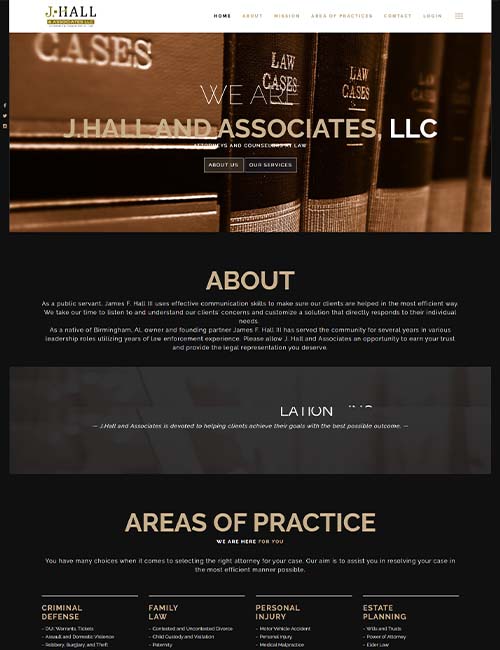 J.HALL
& ASSOCIATES LLC
HOME ABOUT MISSION AREA OF PRACTICES CONTACT LOGIN
CASES
LAW
CASES
LAW
CASES
WE ARE
J.HALL AND ASSOCIATES, LLC
ATTORNEYS AND COUNSELORS AT LAW
ABOUT US OUR SERVICES
ABOUT
As a public servant, James F. Hall III uses effective communication skills to make sure our clients are helped in the most efficient way.
We take our time to listen to and understand our clients' concerns and customize a solution that directly responds to their individual
needs.
As a native of Birmingham, AL owner and founding partner James F. Hall III has served the community for several years in various
leadership roles utilizing years of law enforcement experience. Please allow J. Hall and Associates an opportunity to earn your trust
and provide the legal representation you deserve.
LATION
— J.Hall and Associates is devoted to helping clients achieve their goals with the best possible outcome. —
AREAS OF PRACTICE
WE ARE HERE FOR YOU
You have many choices when it comes to selecting the right attorney for your case. Our aim is to assist you in resolving your case in
the most efficient manner possible.
CRIMINAL
DEFENSE
- DUI, Warrants, Tickets
- Assault and Domestic Violence
- Robbery, Burglary, and Theft
FAMILY
LAW
- Contested and Uncontested Divorce
- Child Custody and Visitation
- Paternity
PERSONAL
INJURY
- Motor Vehicle Accident
- Personal Injury
- Medical Malpractice
ESTATE
PLANNING
- Wills and Trusts
- Power of Attorney
- Elder Law